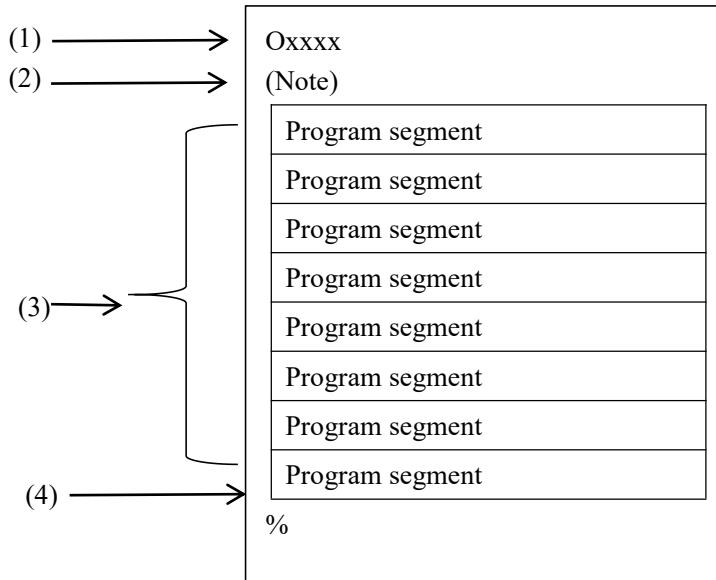 (1) Oxxxx
(2) (Note)
Program segment
Program segment
Program segment
Program segment
(3)
Program segment
Program segment
Program segment
Program segment
(4)
%